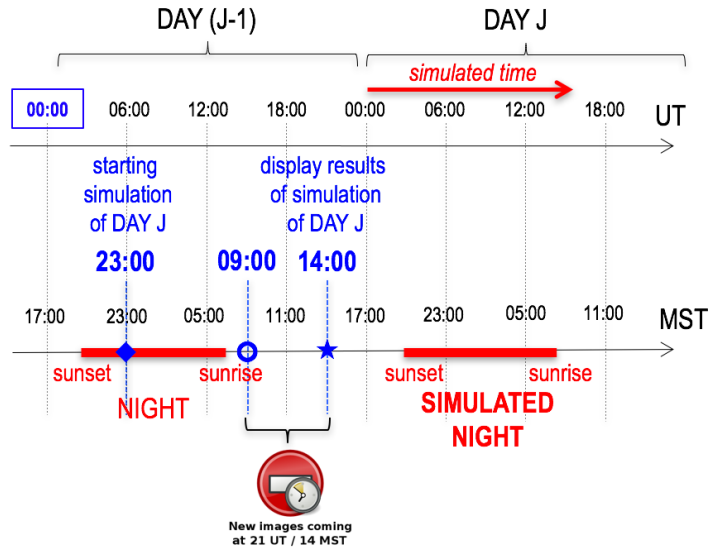 DAY (J-1) DAY J
simulated time
00:00 06:00 12:00 18:00 00:00 06:00 12:00 18:00
UT
starting
simulation
of DAY J
23:00
09:00
display results
of simulation
of DAY J
14:00
17:00 23:00 05:00 11:00 17:00 23:00 05:00 11:00
MST
sunset sunrise sunset sunrise
NIGHT
SIMULATED
NIGHT
New images coming
at 21 UT / 14 MST